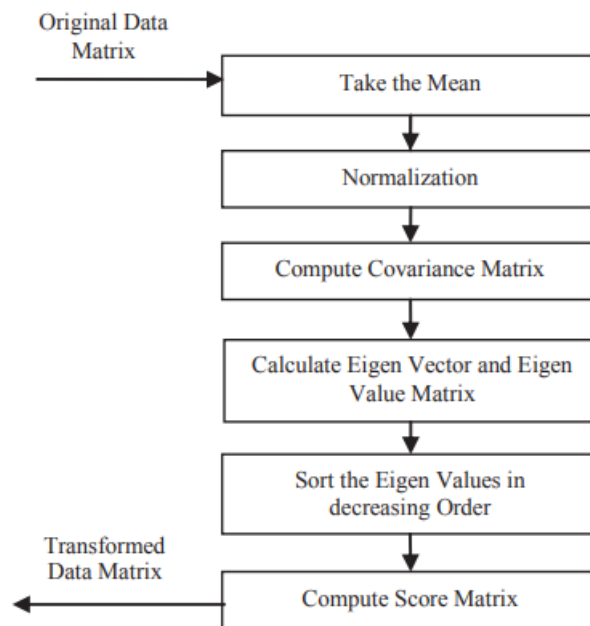 Original Data
Matrix
Take the Mean
Normalization
Compute Covariance Matrix
Calculate Eigen Vector and Eigen
Value Matrix
Sort the Eigen Values in
decreasing Order
Transformed
Data Matrix
Compute Score Matrix